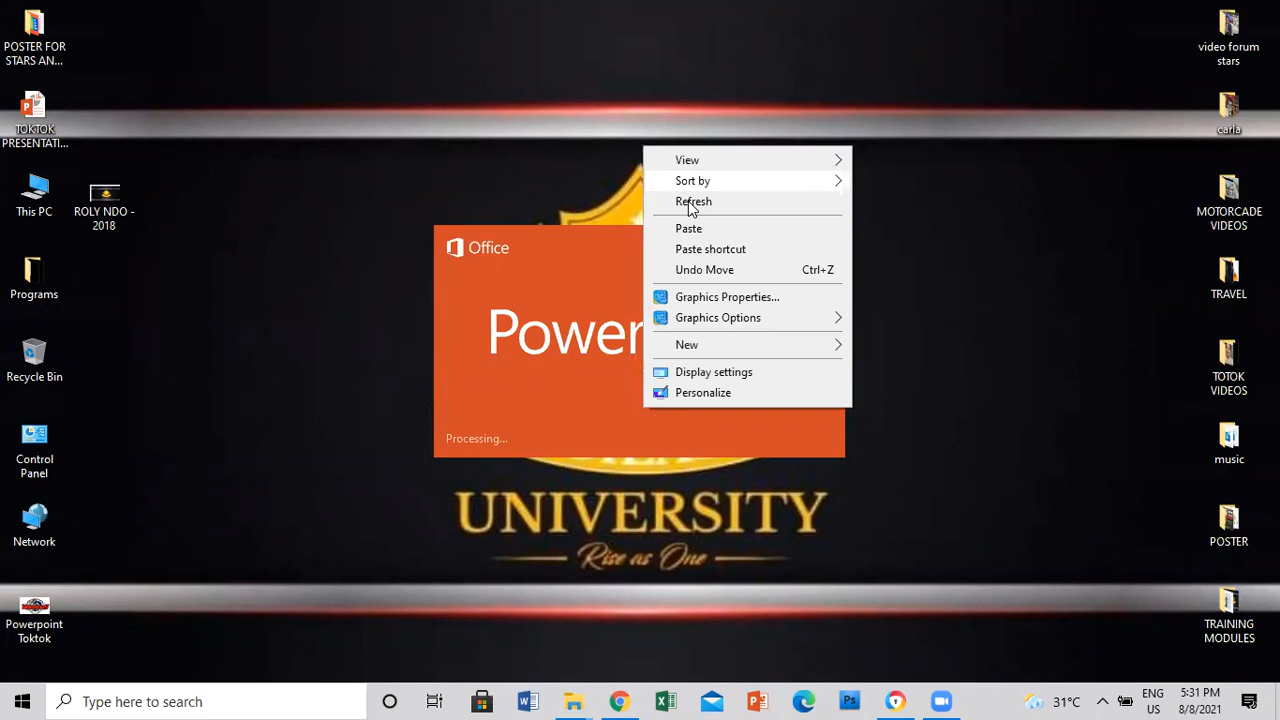 POSTER FOR
STARS AN...
TOKTOK
PRESENTATI...
This PC
ROLY NDO -
2018
Programs
Recycle Bin
Control
Panel
Network
Powerpoint
Toktok
Office
Power
Processing...
View
Sort by
Refresh
Paste
Paste shortcut
Undo Move Ctrl+Z
Graphics Properties...
Graphics Options
New
Display settings
Personalize
UNIVERSITY
Rise as One
video forum
stars
carla
MOTORCADE
VIDEOS
TRAVEL
TOTOK
VIDEOS
music
POSTER
TRAINING
MODULES
Type here to search
31°C
ENG
US
5:31 PM
8/8/2021